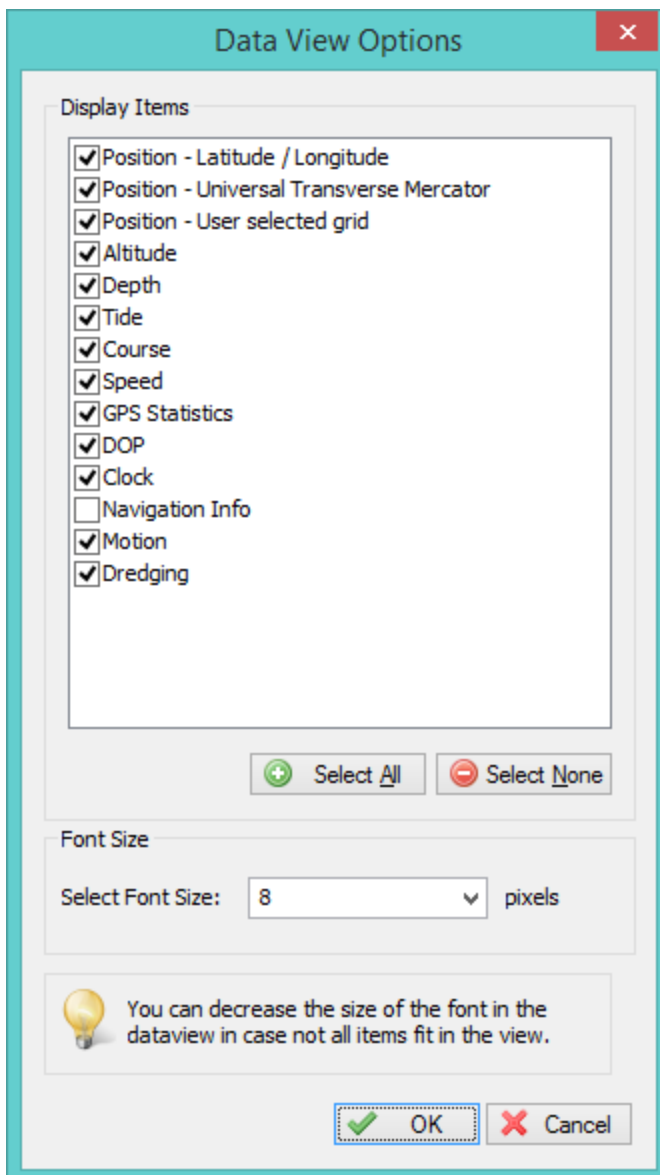 Data View Options
Display Items
Position - Latitude / Longitude
Position - Universal Transverse Mercator
Position - User selected grid
Altitude
Depth
Tide
Course
Speed
GPS Statistics
DOP
Clock
Navigation Info
Motion
Dredging
Select All
Select None
Font Size
Select Font Size: 8 pixels
You can decrease the size of the font in the
dataview in case not all items fit in the view.
OK
Cancel